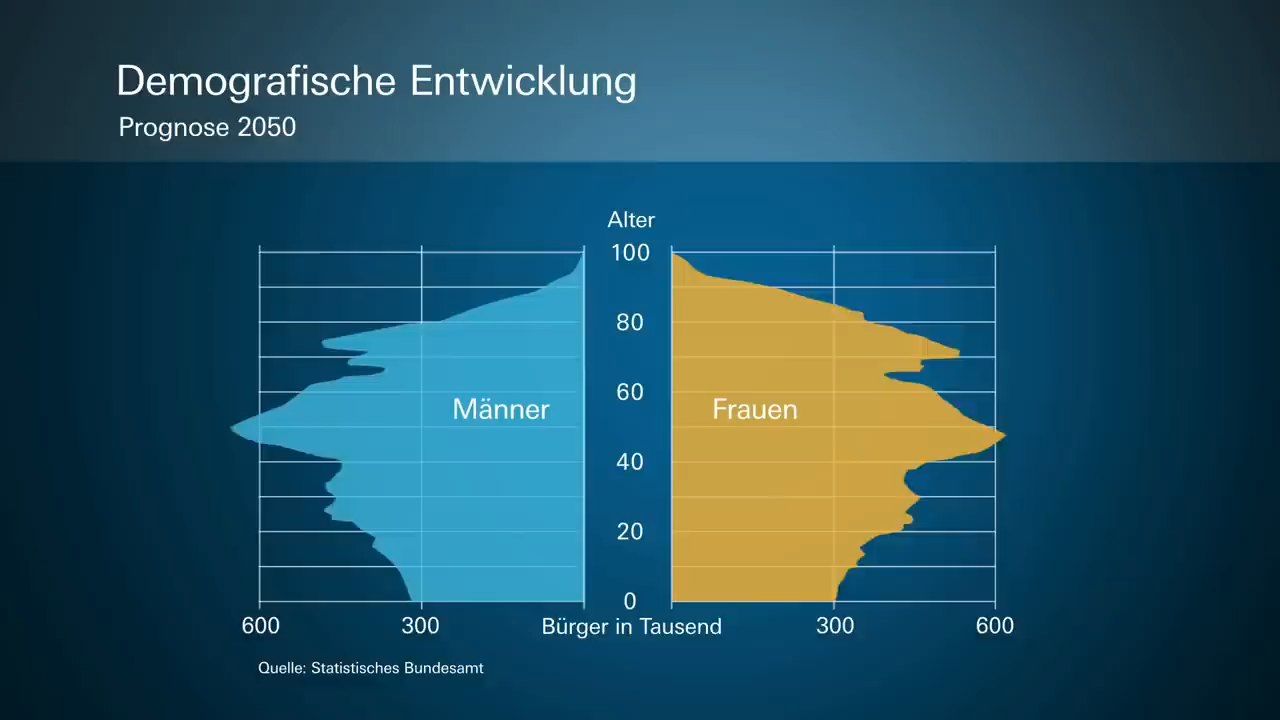 Demografische Entwicklung
Prognose 2050
Alter
100
80
60
Männer
Frauen
40
20
0
600
300
Bürger in Tausend
300
600
Quelle: Statistisches Bundesamt